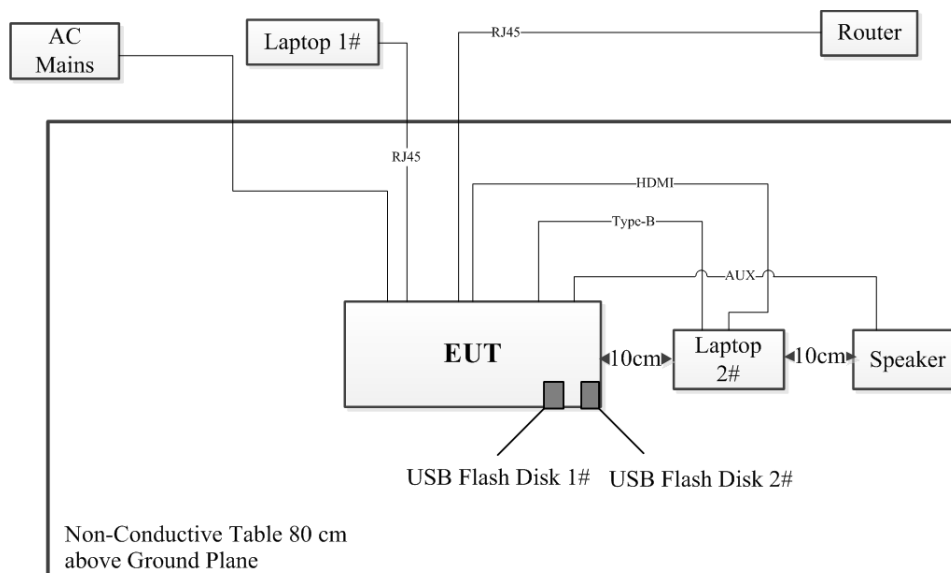 AC
Mains
Laptop 1#
RJ45
Router
RJ45
HDMI
Type-B
AUX
EUT
10cm
Laptop
2#
10cm
Speaker
USB Flash Disk 1#
USB Flash Disk 2#
Non-Conductive Table 80 cm
above Ground Plane